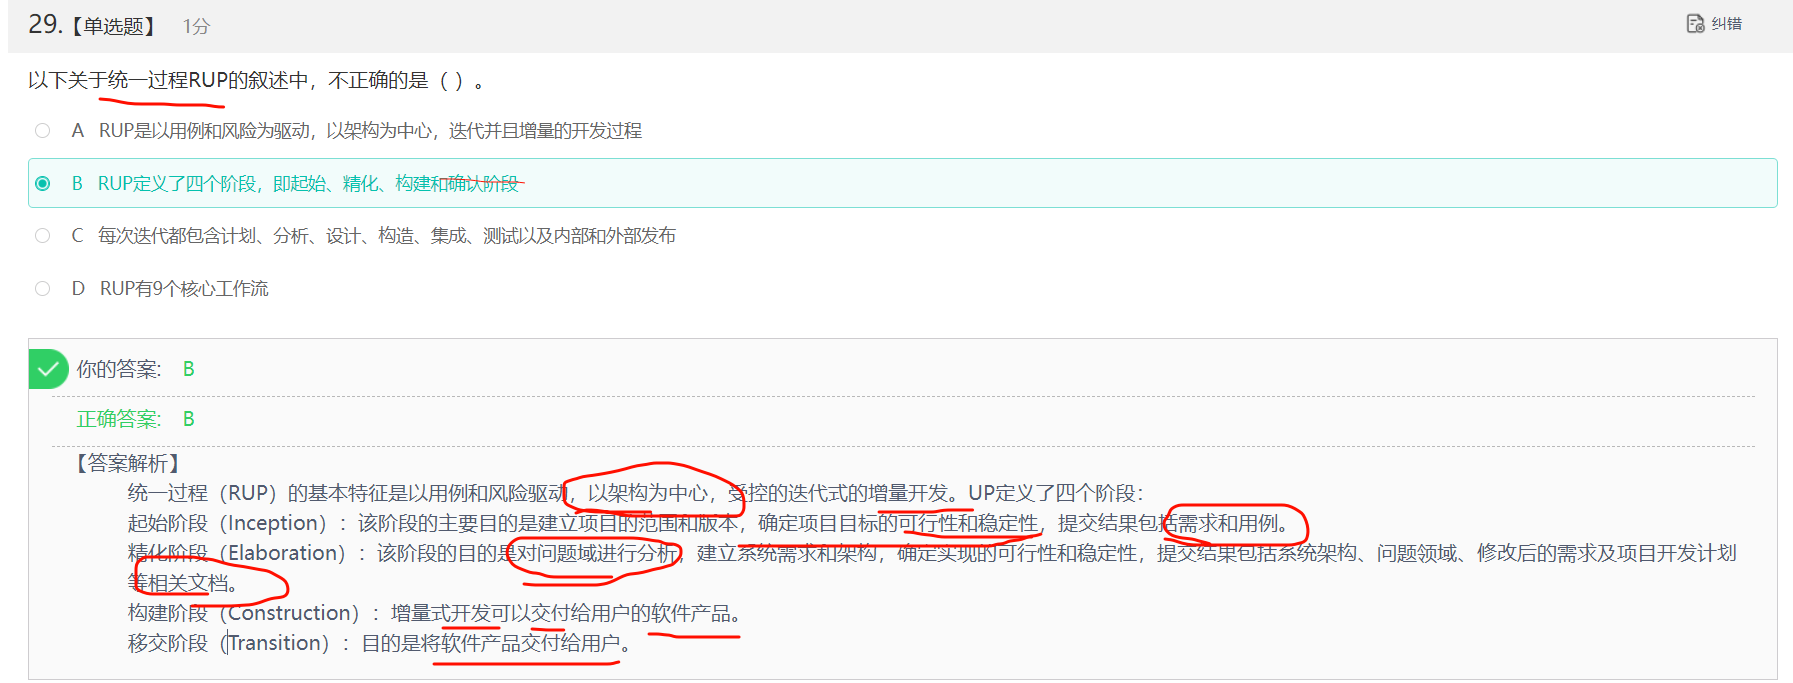 29.【单选题】 1分
纠错
以下关于统一过程RUP的叙述中，不正确的是（ ）。
A RUP是以用例和风险为驱动，以架构为中心，迭代并且增量的开发过程
B RUP定义了四个阶段，即起始、精化、构建和确认阶段
C 每次迭代都包含计划、分析、设计、构造、集成、测试以及内部和外部发布
D RUP有9个核心工作流
你的答案: B
正确答案: B
【答案解析】
统一过程（RUP）的基本特征是以用例和风险驱动，以架构为中心，受控的迭代式的增量开发。UP定义了四个阶段：
起始阶段（Inception）：该阶段的主要目的是建立项目的范围和版本，确定项目目标的可行性和稳定性，提交结果包括需求和用例。
精化阶段（Elaboration）：该阶段的目的是对问题域进行分析，建立系统需求和架构，确定实现的可行性和稳定性，提交结果包括系统架构、问题领域、修改后的需求及项目开发计划
等相关文档。
构建阶段（Construction）：增量式开发可以交付给用户的软件产品。
移交阶段（Transition）：目的是将软件产品交付给用户。